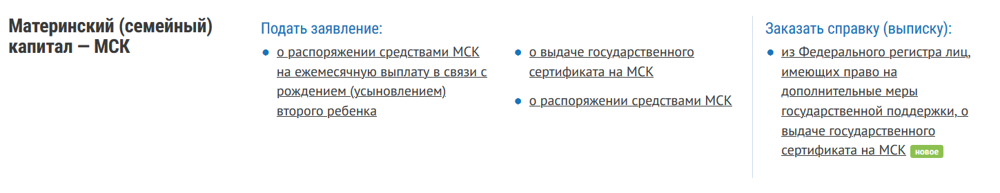 Материнский (семейный)
капитал — МСК
Подать заявление:
о распоряжении средствами МСК
на ежемесячную выплату в связи с
рождением (усыновлением)
второго ребенка
о выдаче государственного
сертификата на МСК
о распоряжении средствами МСК
Заказать справку (выписку):
из Федерального регистра лиц,
имеющих право на
дополнительные меры
государственной поддержки, о
выдаче государственного
сертификата на МСК новое